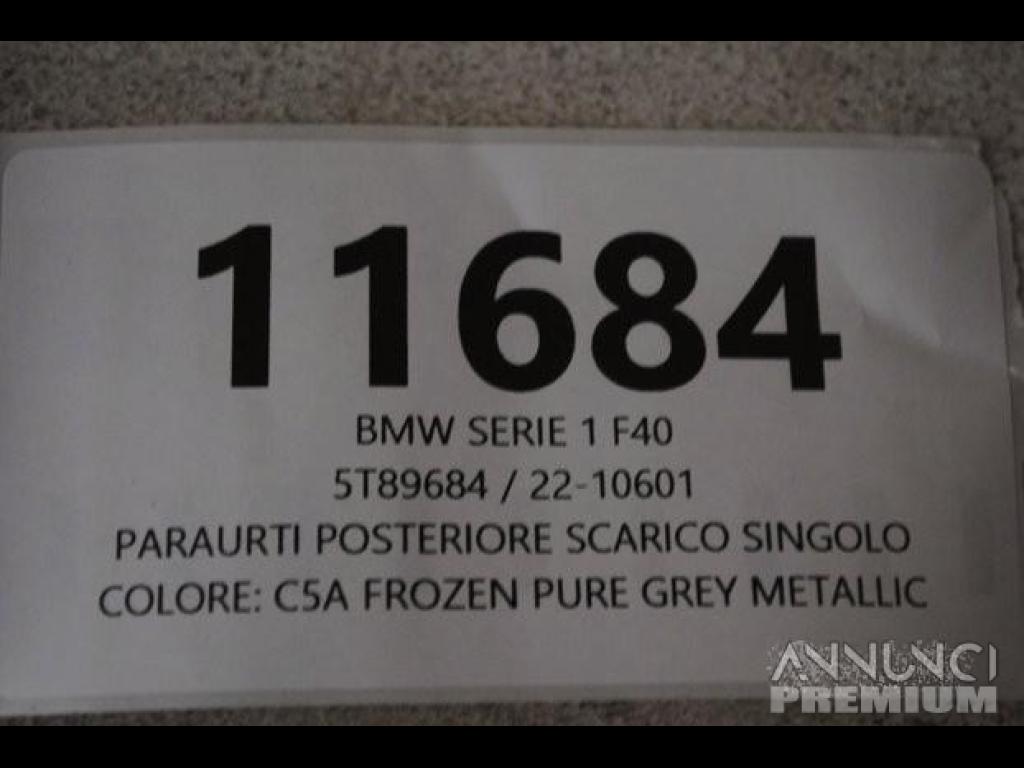 11684
BMW SERIE 1 F40
5T89684 / 22-10601
PARAURTI POSTERIORE SCARICO SINGOLO
COLORE: C5A FROZEN PURE GREY METALLIC
ANNUNCI
PREMIUM